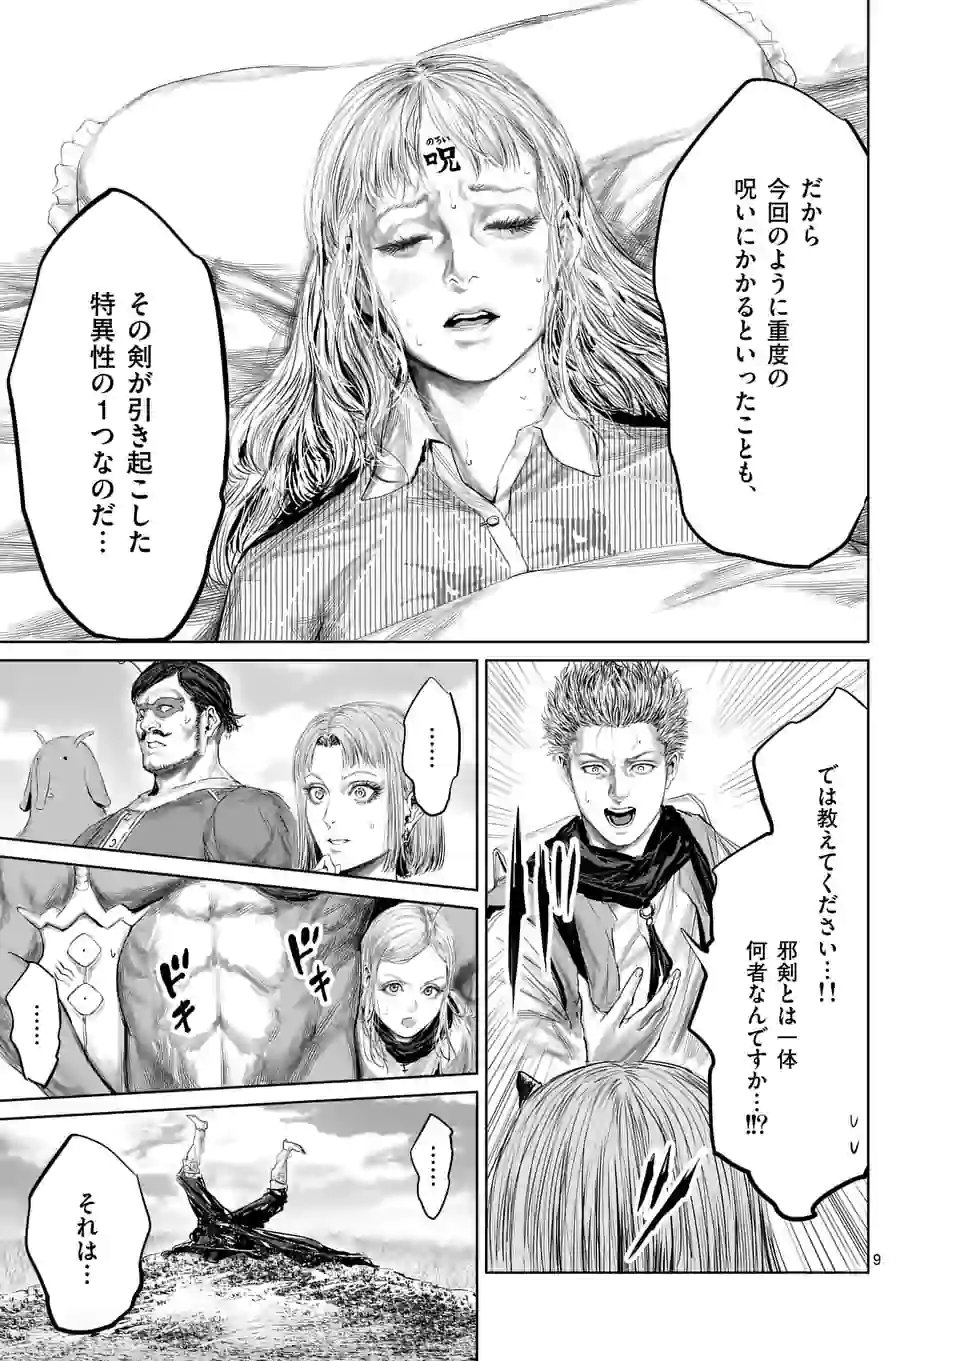 だから
今回のように重度の
呪いにかかるといったことも、
のろい
呪
その剣が引き起こした
特異性の1つなのだ…
では教えてください…!!
邪剣とは一体
何者なんですか…!!?
……
ドキ
ドキ
……
……
それは…
9